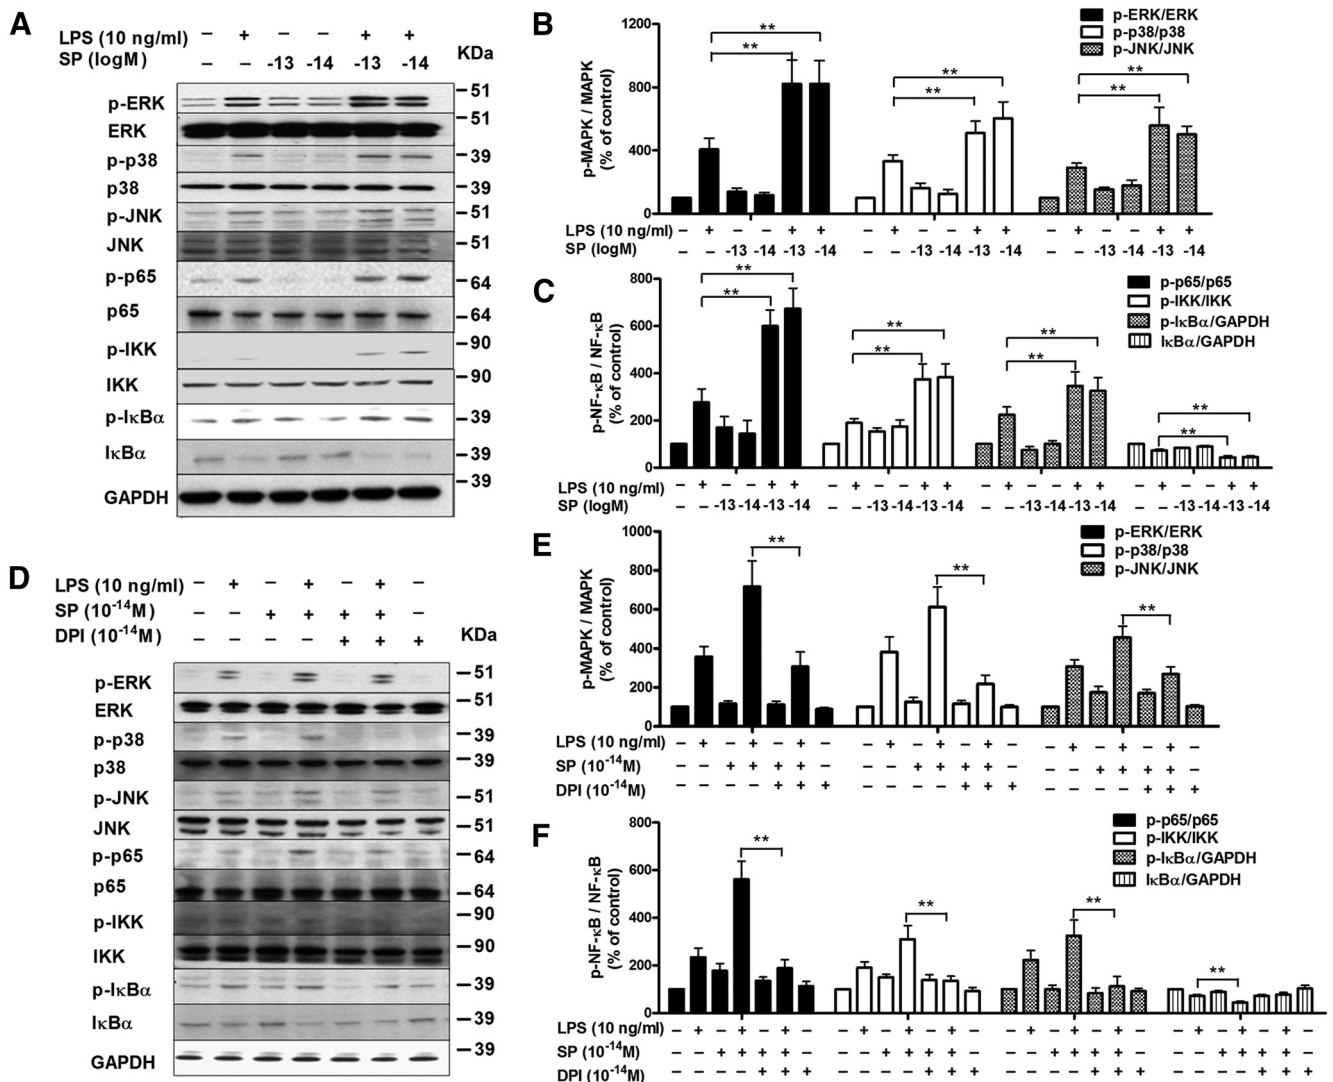 A
LPS (10 ng/ml) – + – – + +
SP (logM) – – -13 -14 -13 -14
KDa
p-ERK 51
ERK 51
p-p38 39
p38 39
p-JNK 51
JNK 51
p-p65 64
p65 64
p-IKK 90
IKK 90
p-IκBα 39
IκBα 39
GAPDH 39
B
p-ERK/ERK
p-p38/p38
p-JNK/JNK
p-MAPK / MAPK
(% of control)
1200
800
400
0
** ** ** ** ** **
LPS (10 ng/ml) – + – – + + – + – – + + – + – – + +
SP (logM) – – -13 -14 -13 -14 – – -13 -14 -13 -14 – – -13 -14 -13 -14
C
p-p65/p65
p-IKK/IKK
p-IκBα/GAPDH
IκBα/GAPDH
p-NF-κB / NF-κB
(% of control)
800
600
400
200
0
** ** ** ** ** ** ** **
LPS (10 ng/ml) – + – – + + – + – – + + – + – – + + – + – – + +
SP (logM) – – -13 -14 -13 -14 – – -13 -14 -13 -14 – – -13 -14 -13 -14 – – -13 -14 -13 -14
D
LPS (10 ng/ml) – + – + – + –
SP (10-14M) – – + + + + –
DPI (10-14M) – – – – + + +
KDa
p-ERK 51
ERK 51
p-p38 39
p38 39
p-JNK 51
JNK 51
p-p65 64
p65 64
p-IKK 90
IKK 90
p-IκBα 39
IκBα 39
GAPDH 39
E
p-ERK/ERK
p-p38/p38
p-JNK/JNK
p-MAPK / MAPK
(% of control)
1000
800
600
400
200
0
** ** **
LPS (10 ng/ml) – + – + – + – – + – + – + – – + – + – + –
SP (10-14M) – – + + + + – – – + + + + – – – + + + + –
DPI (10-14M) – – – – + + + – – – – + + + – – – – + + +
F
p-p65/p65
p-IKK/IKK
p-IκBα/GAPDH
IκBα/GAPDH
p-NF-κB / NF-κB
(% of control)
800
600
400
200
0
** ** ** **
LPS (10 ng/ml) – + – + – + – – + – + – + – – + – + – + – – + – + – + –
SP (10-14M) – – + + + + – – – + + + + – – – + + + + – – – + + + + –
DPI (10-14M) – – – – + + + – – – – + + + – – – – + + + – – – – + + +